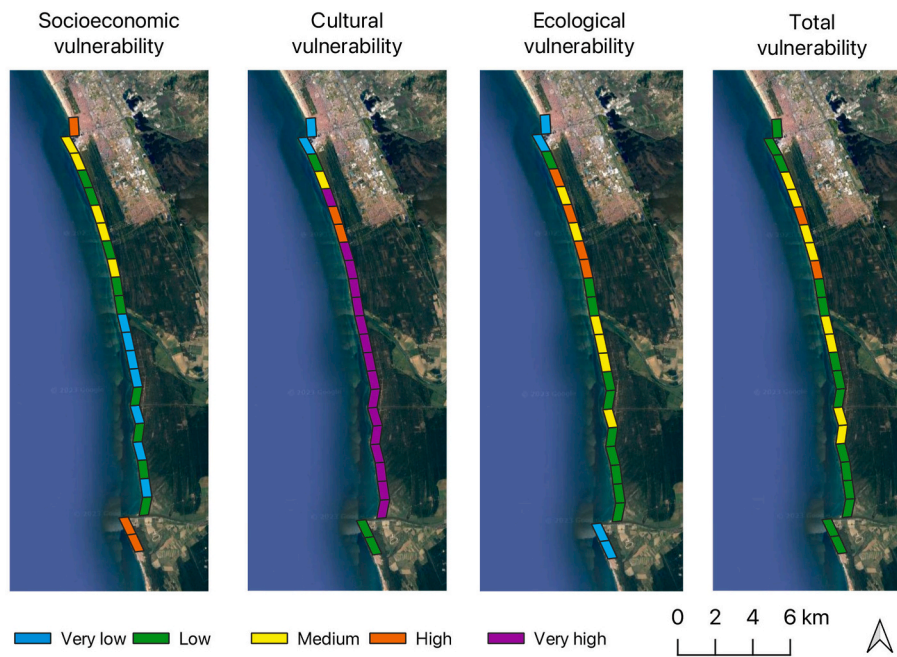 Socioeconomic vulnerability
Cultural vulnerability
Ecological vulnerability
Total vulnerability
Very low
Low
Medium
High
Very high
0 2 4 6 km